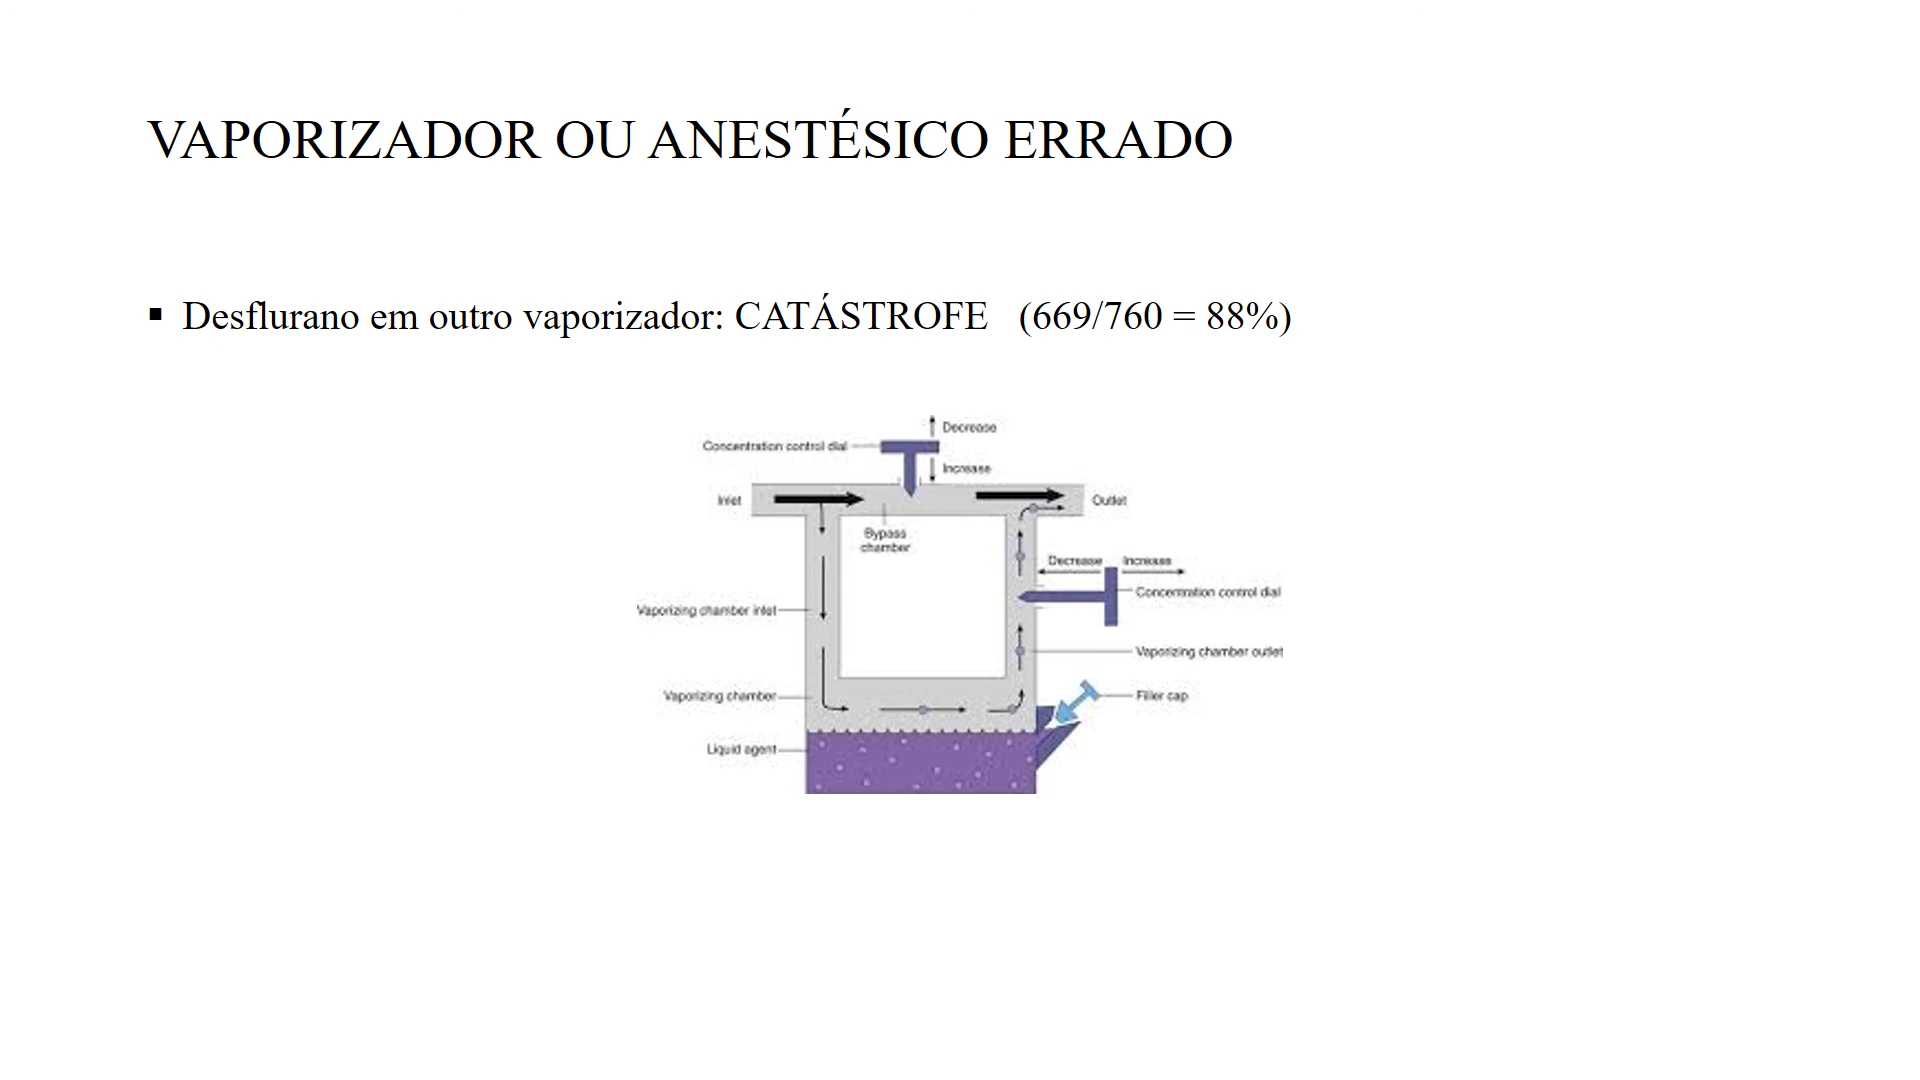 VAPORIZADOR OU ANESTÉSICO ERRADO
▪ Desflurano em outro vaporizador: CATÁSTROFE (669/760 = 88%)
Decrease
Concentration control dial
Increase
Inlet
Outlet
Bypass
chamber
Decrease Increase
Concentration control dial
Vaporizing chamber inlet
Vaporizing chamber outlet
Vaporizing chamber
Filler cap
Liquid agent